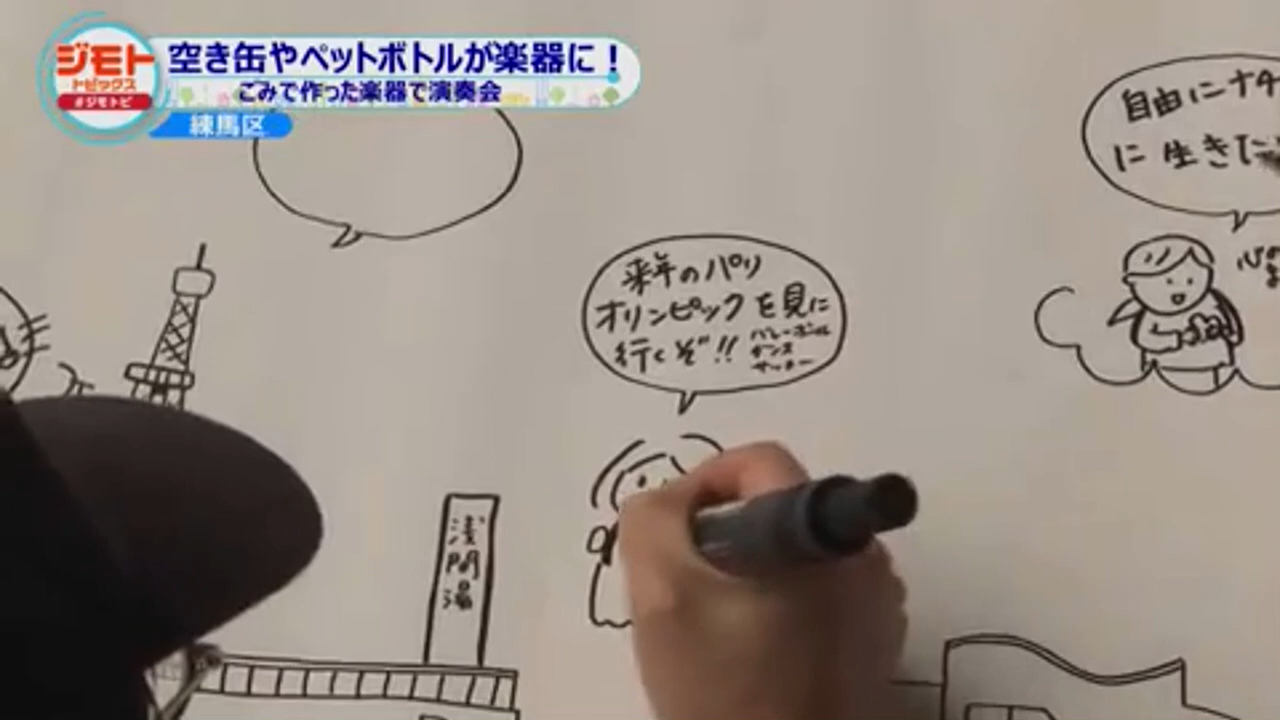 ジモト
トピックス
#ジモトピ
空き缶やペットボトルが楽器に！
ごみで作った楽器で演奏会
練馬区
自由にナチ
に生きた
来年のパリ
オリンピックを見に
行くぞ!!
バレーボール
ダンス
サッカー
浅間湯